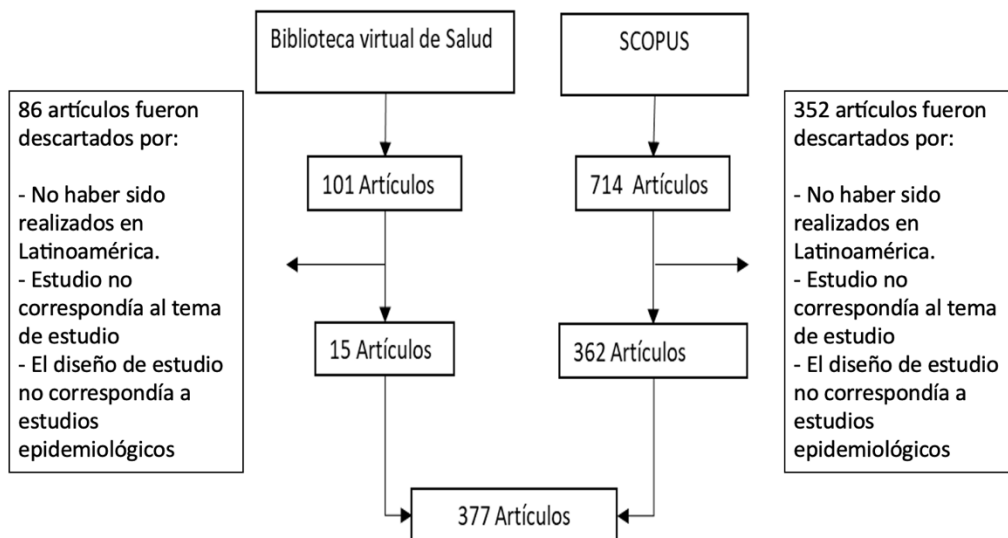 Biblioteca virtual de Salud
SCOPUS
86 artículos fueron
descartados por:
- No haber sido
realizados en
Latinoamérica.
- Estudio no
correspondía al tema
de estudio
- El diseño de estudio
no correspondía a
estudios
epidemiológicos
352 artículos fueron
descartados por:
- No haber sido
realizados en
Latinoamérica.
- Estudio no
correspondía al tema
de estudio
- El diseño de estudio
no correspondía a
estudios
epidemiológicos
101 Artículos
714 Artículos
15 Artículos
362 Artículos
377 Artículos